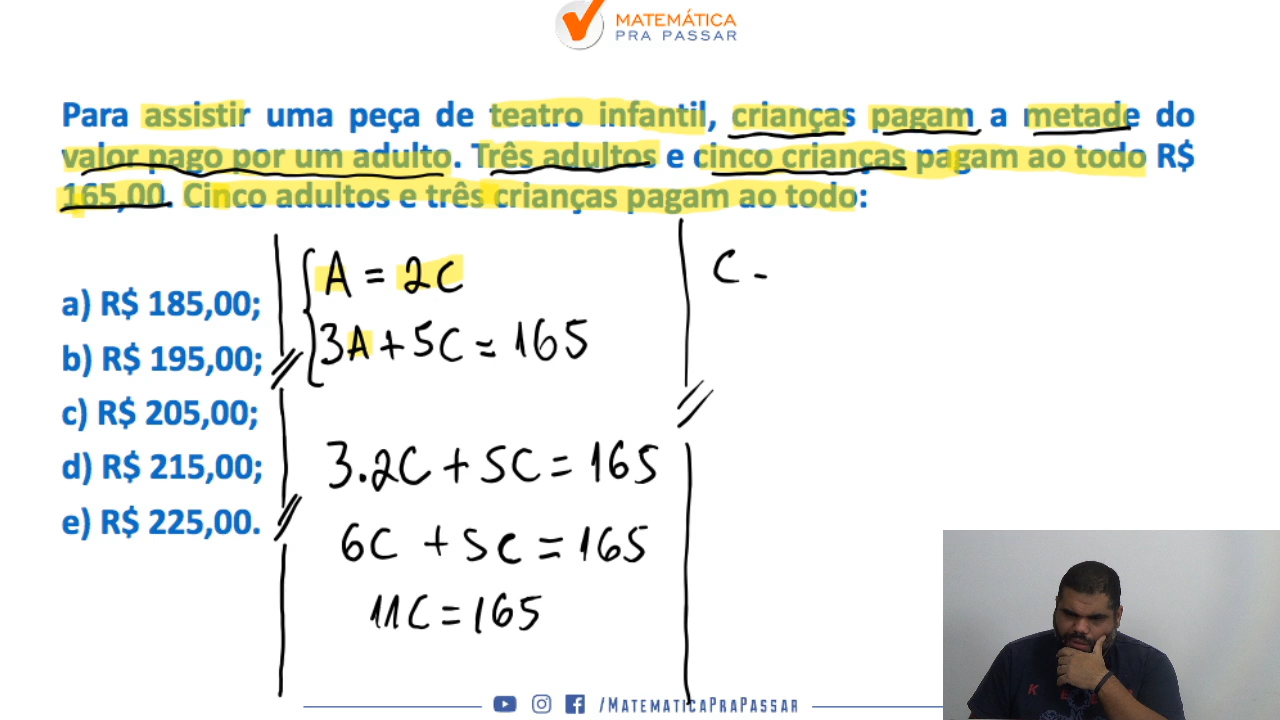 MATEMÁTICA
PRA PASSAR
Para assistir uma peça de teatro infantil, crianças pagam a metade do
valor pago por um adulto. Três adultos e cinco crianças pagam ao todo R$
165,00. Cinco adultos e três crianças pagam ao todo:
a) R$ 185,00;
b) R$ 195,00;
c) R$ 205,00;
d) R$ 215,00;
e) R$ 225,00.
A = 2C
3A + 5C = 165
3.2C + 5C = 165
6C + 5C = 165
11C = 165
C -
/MATEMATICAPRAPASSAR